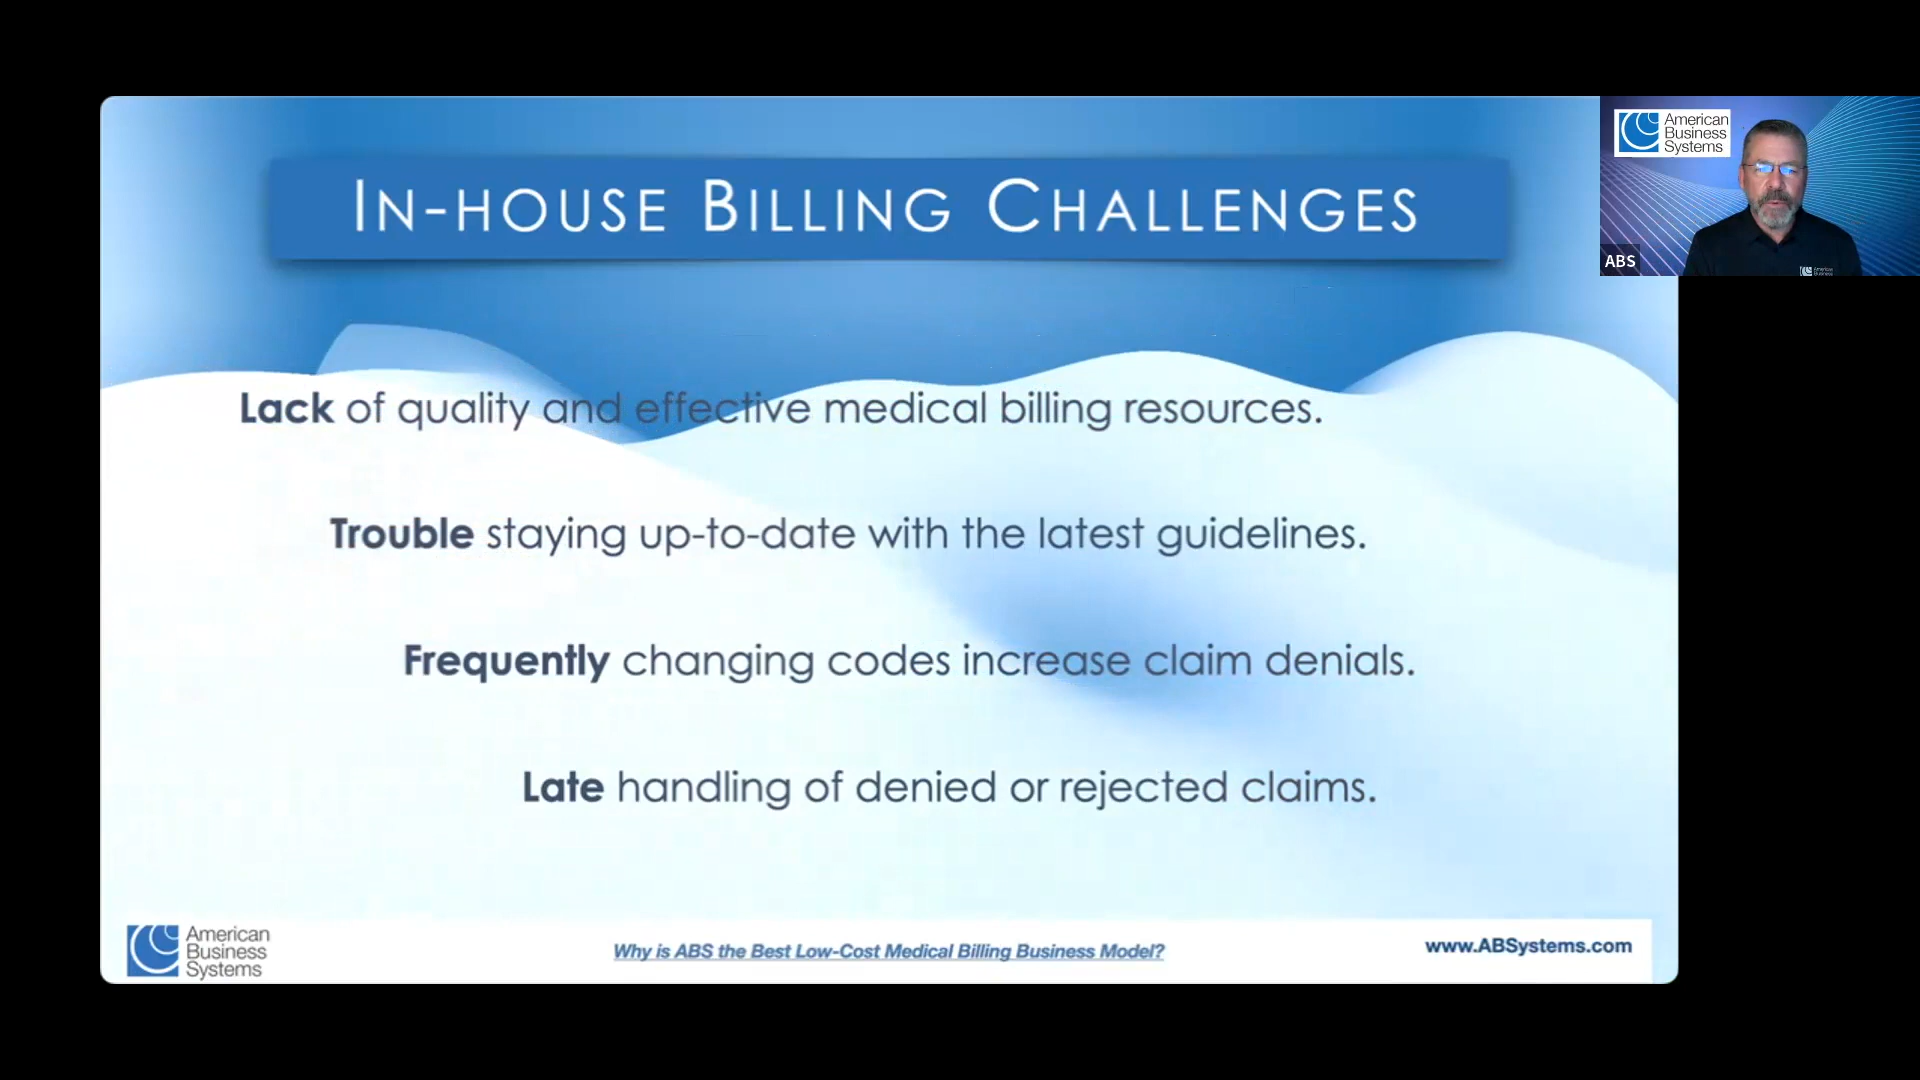 IN-HOUSE BILLING CHALLENGES
American
Business
Systems
ABS
Lack of quality and effective medical billing resources.
Trouble staying up-to-date with the latest guidelines.
Frequently changing codes increase claim denials.
Late handling of denied or rejected claims.
American
Business
Systems
Why is ABS the Best Low-Cost Medical Billing Business Model?
www.ABSystems.com